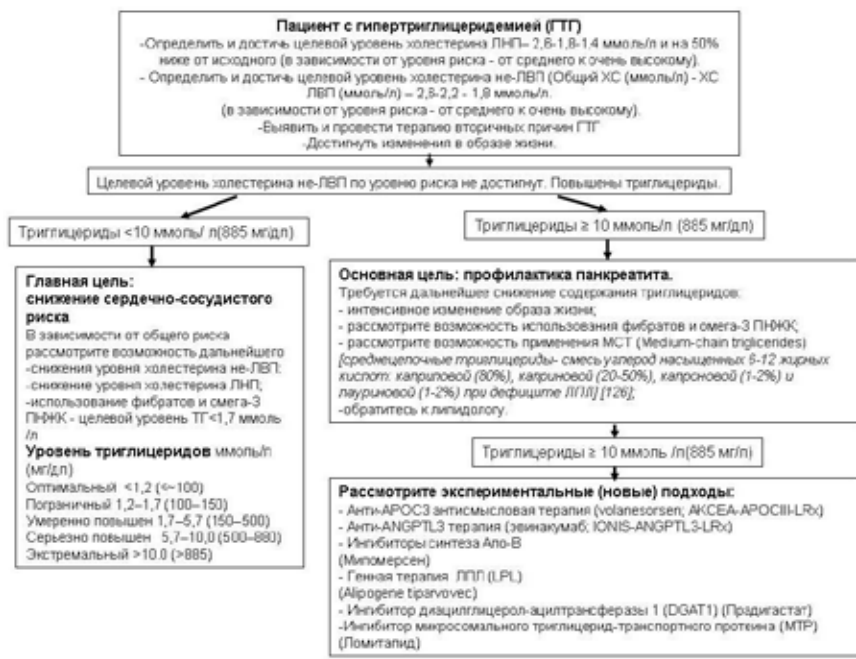 Пациент с гипертриглицеридемией (ГТГ)
-Определить и достичь целевой уровень холестерина ЛНП– 2,6-1,8-1,4 ммоль/л и на 50%
ниже от исходного (в зависимости от уровня риска - от среднего к очень высокому).
- Определить и достичь целевой уровень холестерина не-ЛВП (Общий ХС (ммоль/л) - ХС
ЛВП (ммоль/л) – 2,6-2,2 - 1,8 ммоль/л.
(в зависимости от уровня риска - от среднего к очень высокому).
-Выявить и провести терапию вторичных причин ГТГ
-Достигнуть изменения в образе жизни.
Целевой уровень холестерина не-ЛВП по уровню риска не достигнут. Повышены триглицериды.
Триглицериды <10 ммоль/ л(885 мг/дл)
Главная цель:
снижение сердечно-сосудистого
риска
В зависимости от общего риска
рассмотрите возможность дальнейшего
-снижения уровня холестерина не-ЛВП:
-снижение уровня холестерина ЛНП;
-использование фибратов и омега-3
ПНЖК - целевой уровень ТГ<1,7 ммоль
/л
Уровень триглицеридов ммоль/л
(мг/дл)
Оптимальный <1,2 (<~100)
Пограничный 1,2–1,7 (100–150)
Умеренно повышен 1,7–5,7 (150–500)
Серьезно повышен 5,7–10,0 (500–880)
Экстремальный >10.0 (>885)
Триглицериды ≥ 10 ммоль/л (885 мг/дл)
Основная цель: профилактика панкреатита.
Требуется дальнейшее снижение содержания триглицеридов:
- интенсивное изменение образа жизни;
- рассмотрите возможность использования фибратов и омега-3 ПНЖК;
- рассмотрите возможность применения МСТ (Medium-chain triglicerides)
[среднецепочные триглицериды- смесь углерод насыщенных 6-12 жирных
кислот: каприловой (80%), каприновой (20-50%), капроновой (1-2%) и
лауриновой (1-2%) при дефиците ЛПЛ] [126];
-обратитесь к липидологу.
Триглицериды ≥ 10 ммоль /л(885 мг/л)
Рассмотрите экспериментальные (новые) подходы:
- Анти-APOC3 антисмысловая терапия (volanesorsen; AKCEA-APOCIII-LRx)
- Анти-ANGPTL3 терапия (эвинакумаб; IONIS-ANGPTL3-LRx)
- Ингибиторы синтеза Апо-В
(Мипомерсен)
- Генная терапия ЛПЛ (LPL)
(Alipogene tiparvovec)
- Ингибитор диацилглицерол-ацилтрансферазы 1 (DGAT1) (Прадигастат)
-Ингибитор микросомального триглицерид-транспортного протеина (МТР)
(Ломитапид)